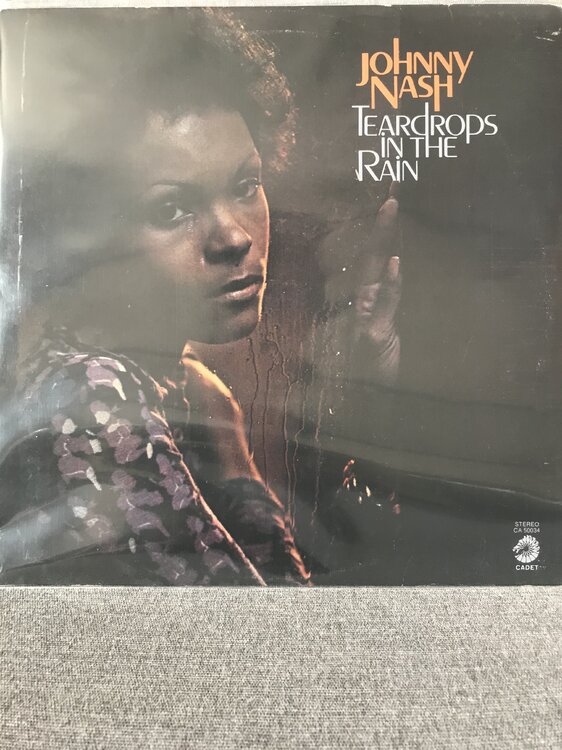 Johnny
Nash
Teardrops
in the
Rain
STEREO
CA 50034
CADET